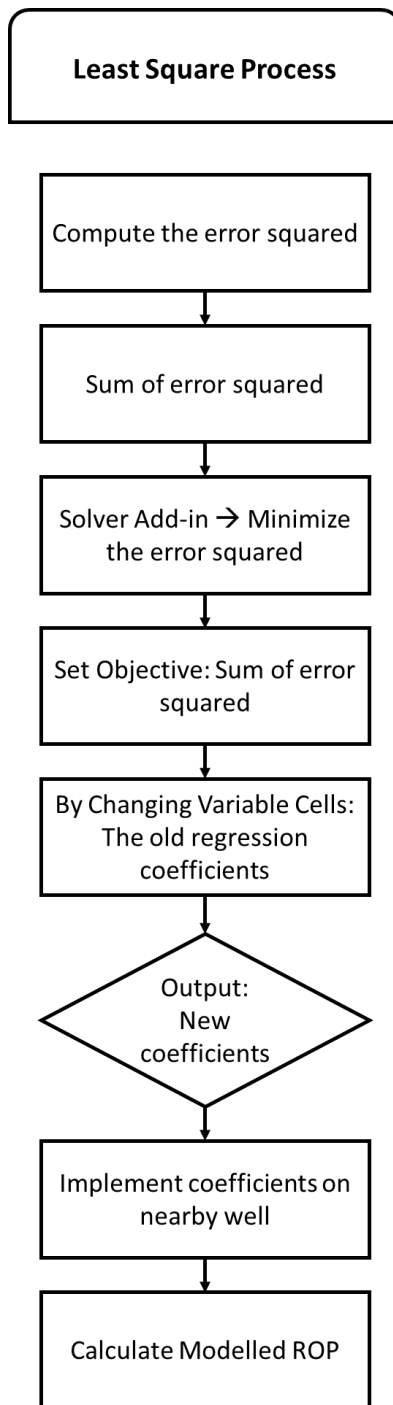 Least Square Process
Compute the error squared
Sum of error squared
Solver Add-in → Minimize
the error squared
Set Objective: Sum of error
squared
By Changing Variable Cells:
The old regression
coefficients
Output:
New
coefficients
Implement coefficients on
nearby well
Calculate Modelled ROP